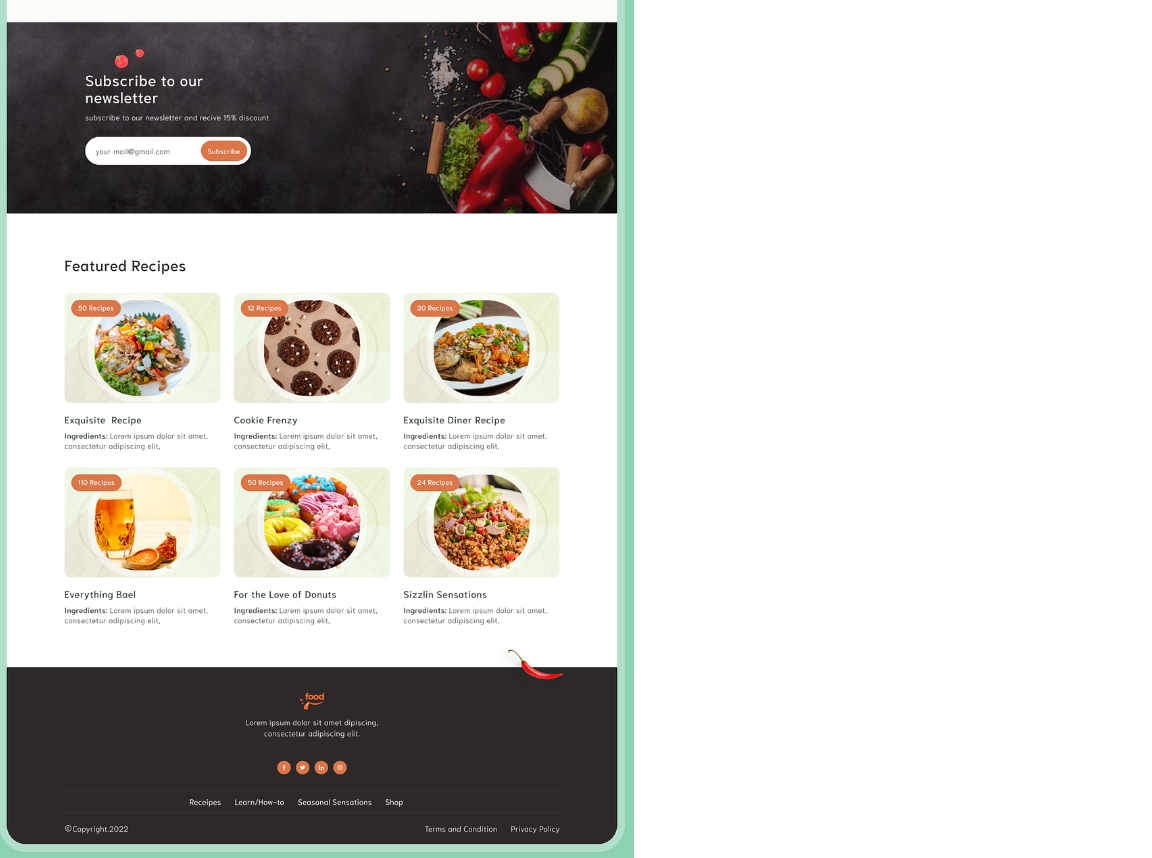 Subscribe to our
newsletter
subscribe to our newsletter and recive 15% discount
your mail@gmail.com
Subscribe
Featured Recipes
50 Recipes
12 Recipes
20 Recipes
Exquisite Recipe
Cookie Frenzy
Exquisite Diner Recipe
Ingredients: Lorem ipsum dolor sit amet,
consectetur adipiscing elit,
Ingredients: Lorem ipsum dolor sit amet,
consectetur adipiscing elit,
Ingredients: Lorem ipsum dolor sit amet,
consectetur adipiscing elit,
110 Recipes
50 Recipes
24 Recipes
Everything Bael
For the Love of Donuts
Sizzlin Sensations
Ingredients: Lorem ipsum dolor sit amet,
consectetur adipiscing elit,
Ingredients: Lorem ipsum dolor sit amet,
consectetur adipiscing elit,
Ingredients: Lorem ipsum dolor sit amet,
consectetur adipiscing elit,
food
Lorem ipsum dolor sit amet dipiscing,
consectetur adipiscing elit.
Receipes Learn/How-to Seasonal Sensations Shop
©Copyright.2022
Terms and Condition Privacy Policy